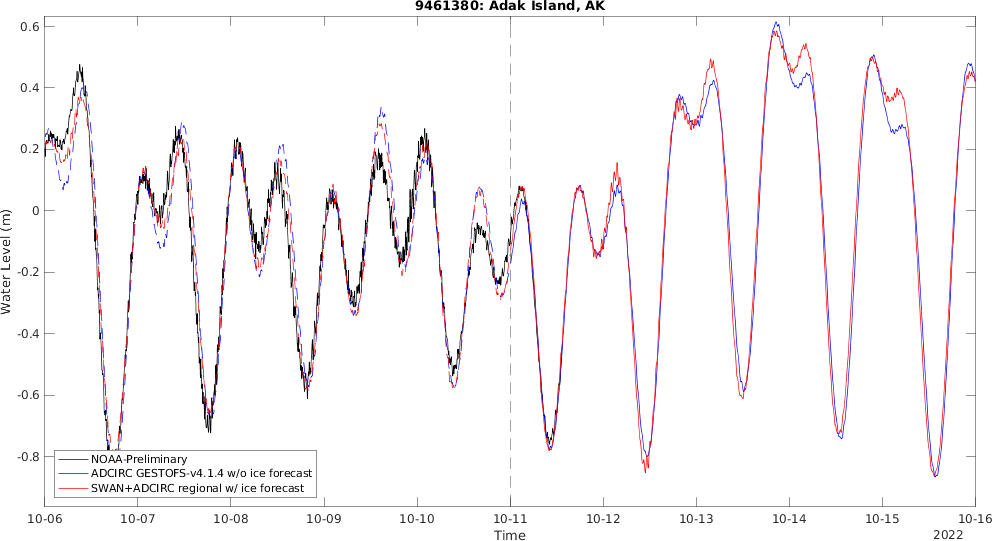 9461380: Adak Island, AK
Water Level (m)
0.6
0.4
0.2
0
-0.2
-0.4
-0.6
-0.8
NOAA-Preliminary
ADCIRC GESTOFS-v4.1.4 w/o ice forecast
SWAN+ADCIRC regional w/ ice forecast
10-06 10-07 10-08 10-09 10-10 10-11 10-12 10-13 10-14 10-15 10-16
Time
2022